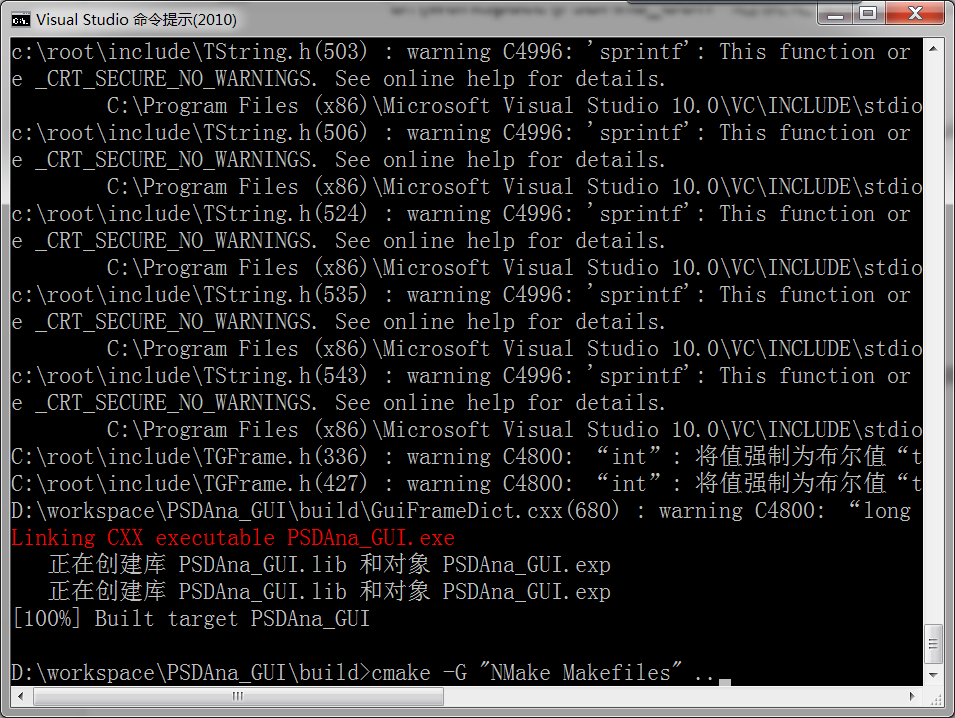 Visual Studio 命令提示(2010)
c:\root\include\TString.h(503) : warning C4996: 'sprintf': This function or
e _CRT_SECURE_NO_WARNINGS. See online help for details.
C:\Program Files (x86)\Microsoft Visual Studio 10.0\VC\INCLUDE\stdio
c:\root\include\TString.h(506) : warning C4996: 'sprintf': This function or
e _CRT_SECURE_NO_WARNINGS. See online help for details.
C:\Program Files (x86)\Microsoft Visual Studio 10.0\VC\INCLUDE\stdio
c:\root\include\TString.h(524) : warning C4996: 'sprintf': This function or
e _CRT_SECURE_NO_WARNINGS. See online help for details.
C:\Program Files (x86)\Microsoft Visual Studio 10.0\VC\INCLUDE\stdio
c:\root\include\TString.h(535) : warning C4996: 'sprintf': This function or
e _CRT_SECURE_NO_WARNINGS. See online help for details.
C:\Program Files (x86)\Microsoft Visual Studio 10.0\VC\INCLUDE\stdio
c:\root\include\TString.h(543) : warning C4996: 'sprintf': This function or
e _CRT_SECURE_NO_WARNINGS. See online help for details.
C:\Program Files (x86)\Microsoft Visual Studio 10.0\VC\INCLUDE\stdio
C:\root\include\TGFrame.h(336) : warning C4800: “int”: 将值强制为布尔值“t
C:\root\include\TGFrame.h(427) : warning C4800: “int”: 将值强制为布尔值“t
D:\workspace\PSDAna_GUI\build\GuiFrameDict.cxx(680) : warning C4800: “long
Linking CXX executable PSDAna_GUI.exe
正在创建库 PSDAna_GUI.lib 和对象 PSDAna_GUI.exp
正在创建库 PSDAna_GUI.lib 和对象 PSDAna_GUI.exp
[100%] Built target PSDAna_GUI
D:\workspace\PSDAna_GUI\build>cmake -G "NMake Makefiles" ..